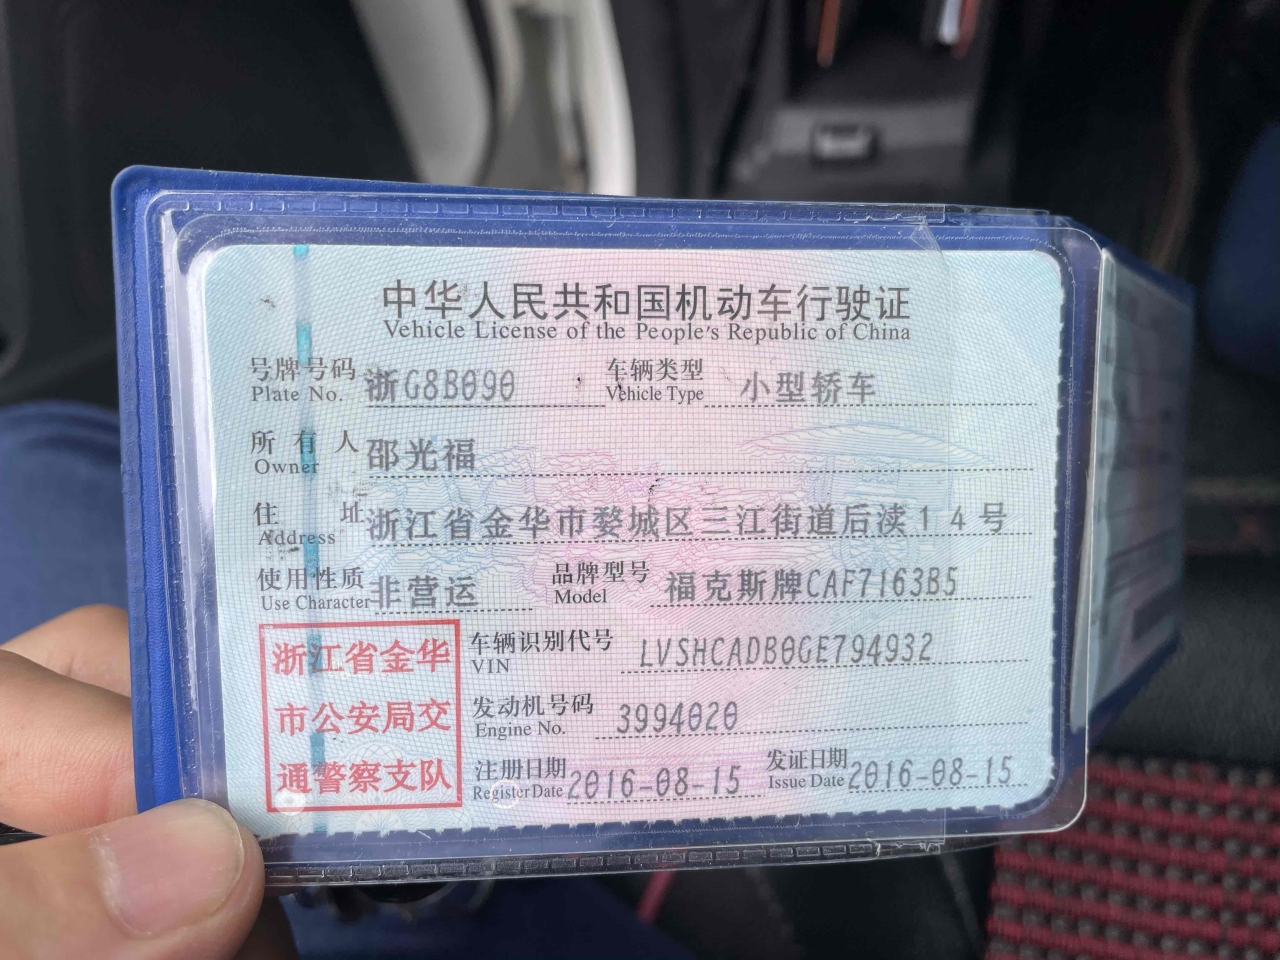 中华人民共和国机动车行驶证
Vehicle License of the People's Republic of China
号牌号码 浙G8B090 车辆类型 小型轿车
Plate No. Vehicle Type
所有人 邵光福
Owner
住址 浙江省金华市婺城区三江街道后渎14号
Address
使用性质 非营运 品牌型号 福克斯牌CAF7163B5
Use Character Model
浙江省金华
市公安局交
通警察支队
车辆识别代号 LVSHCADB0GE794932
VIN
发动机号码 3994020
Engine No.
注册日期 2016-08-15 发证日期 2016-08-15
Register Date Issue Date